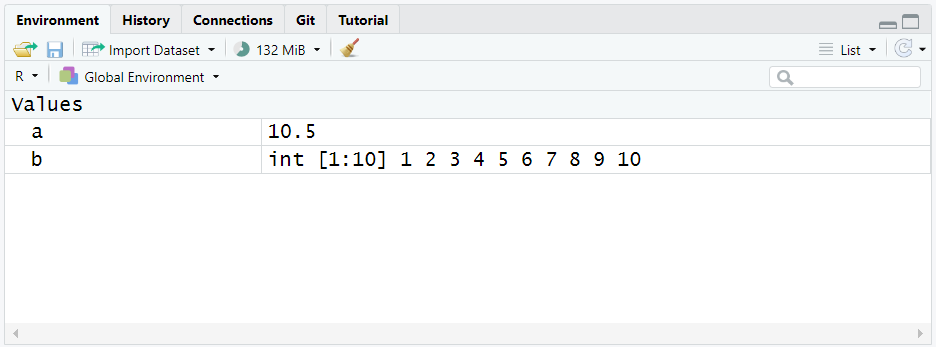 Environment History Connections Git Tutorial
Import Dataset 132 MiB List
R Global Environment
Values
a 10.5
b int [1:10] 1 2 3 4 5 6 7 8 9 10